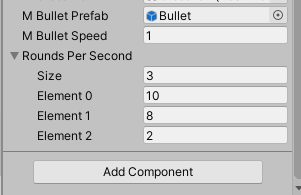 M Bullet Prefab Bullet
M Bullet Speed 1
Rounds Per Second
Size 3
Element 0 10
Element 1 8
Element 2 2
Add Component